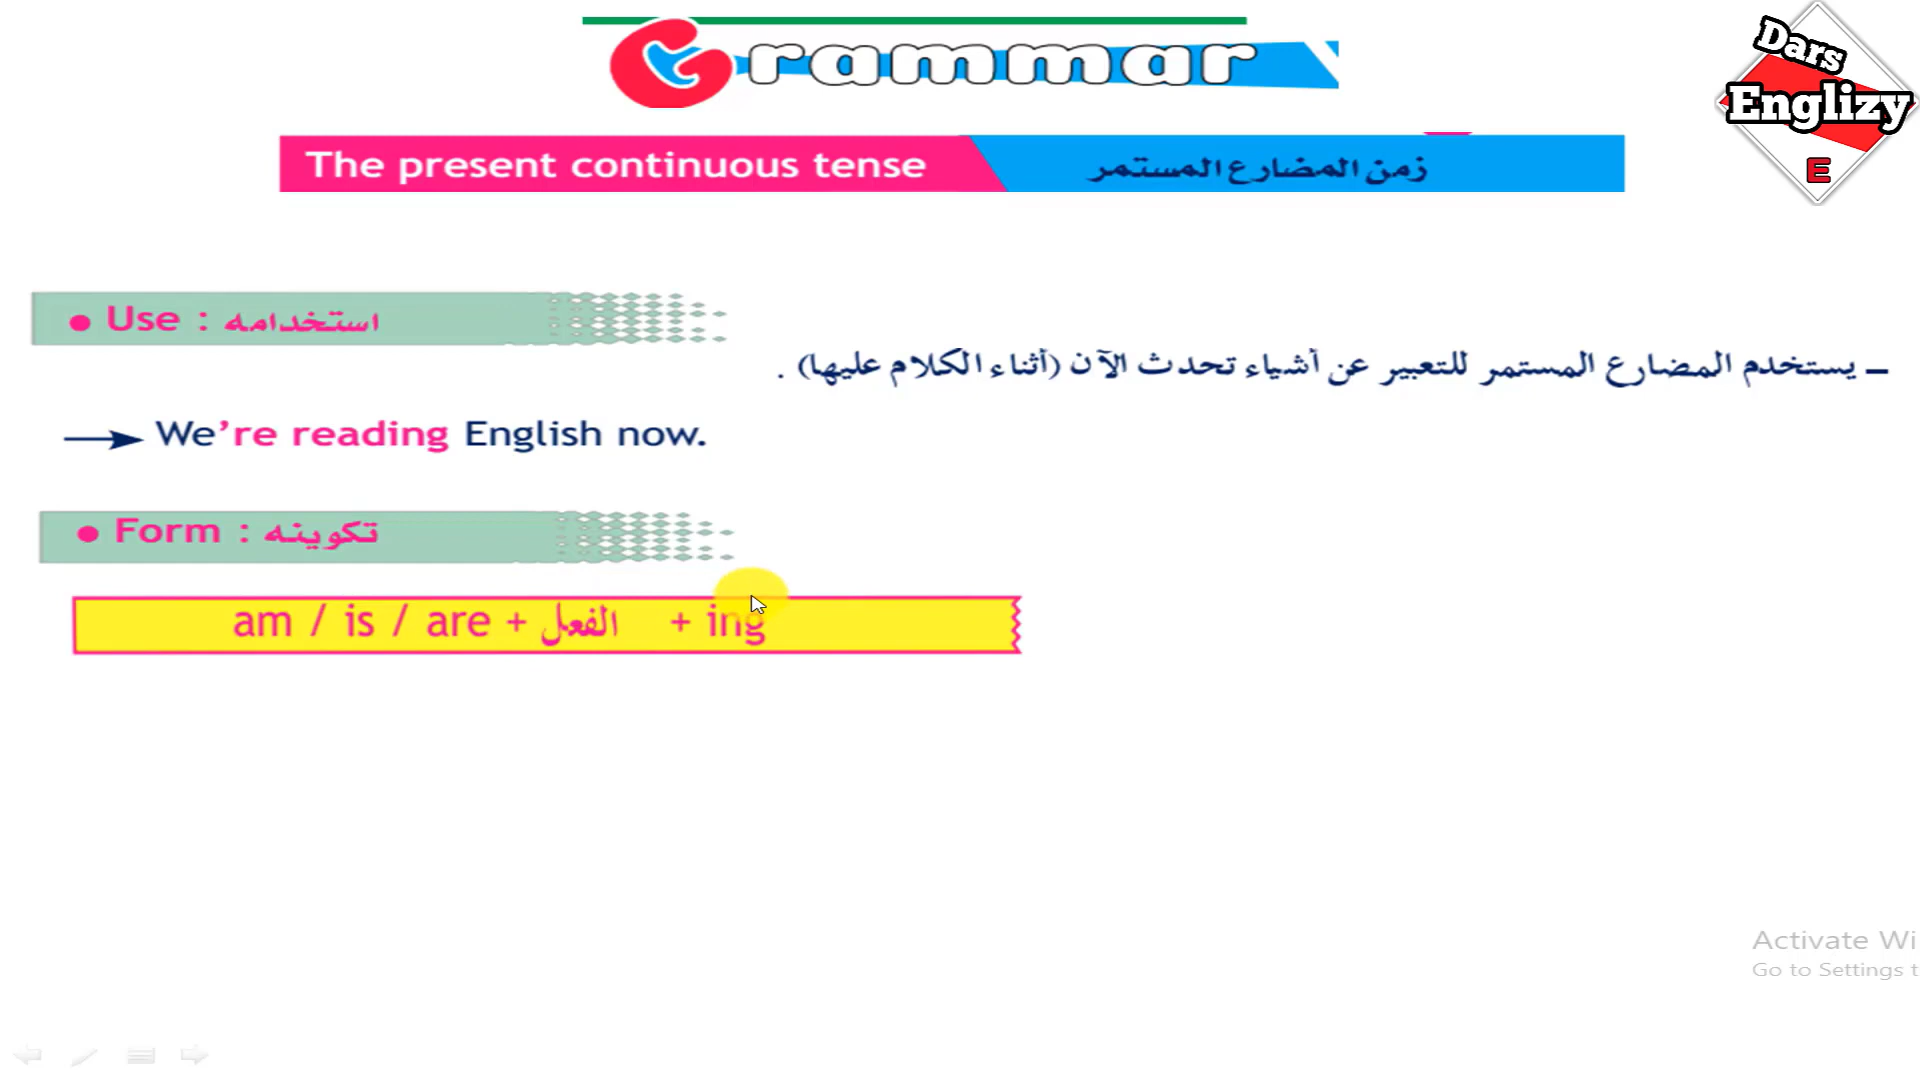 Grammar
Dars
Englizy
E
The present continuous tense زمن المضارع المستمر
• Use : استخدامه
ــ يستخدم المضارع المستمر للتعبير عن أشياء تحدث الآن (أثناء الكلام عليها) .
We're reading English now.
• Form : تكوينه
am / is / are + الفعل + ing
Activate Wi
Go to Settings t